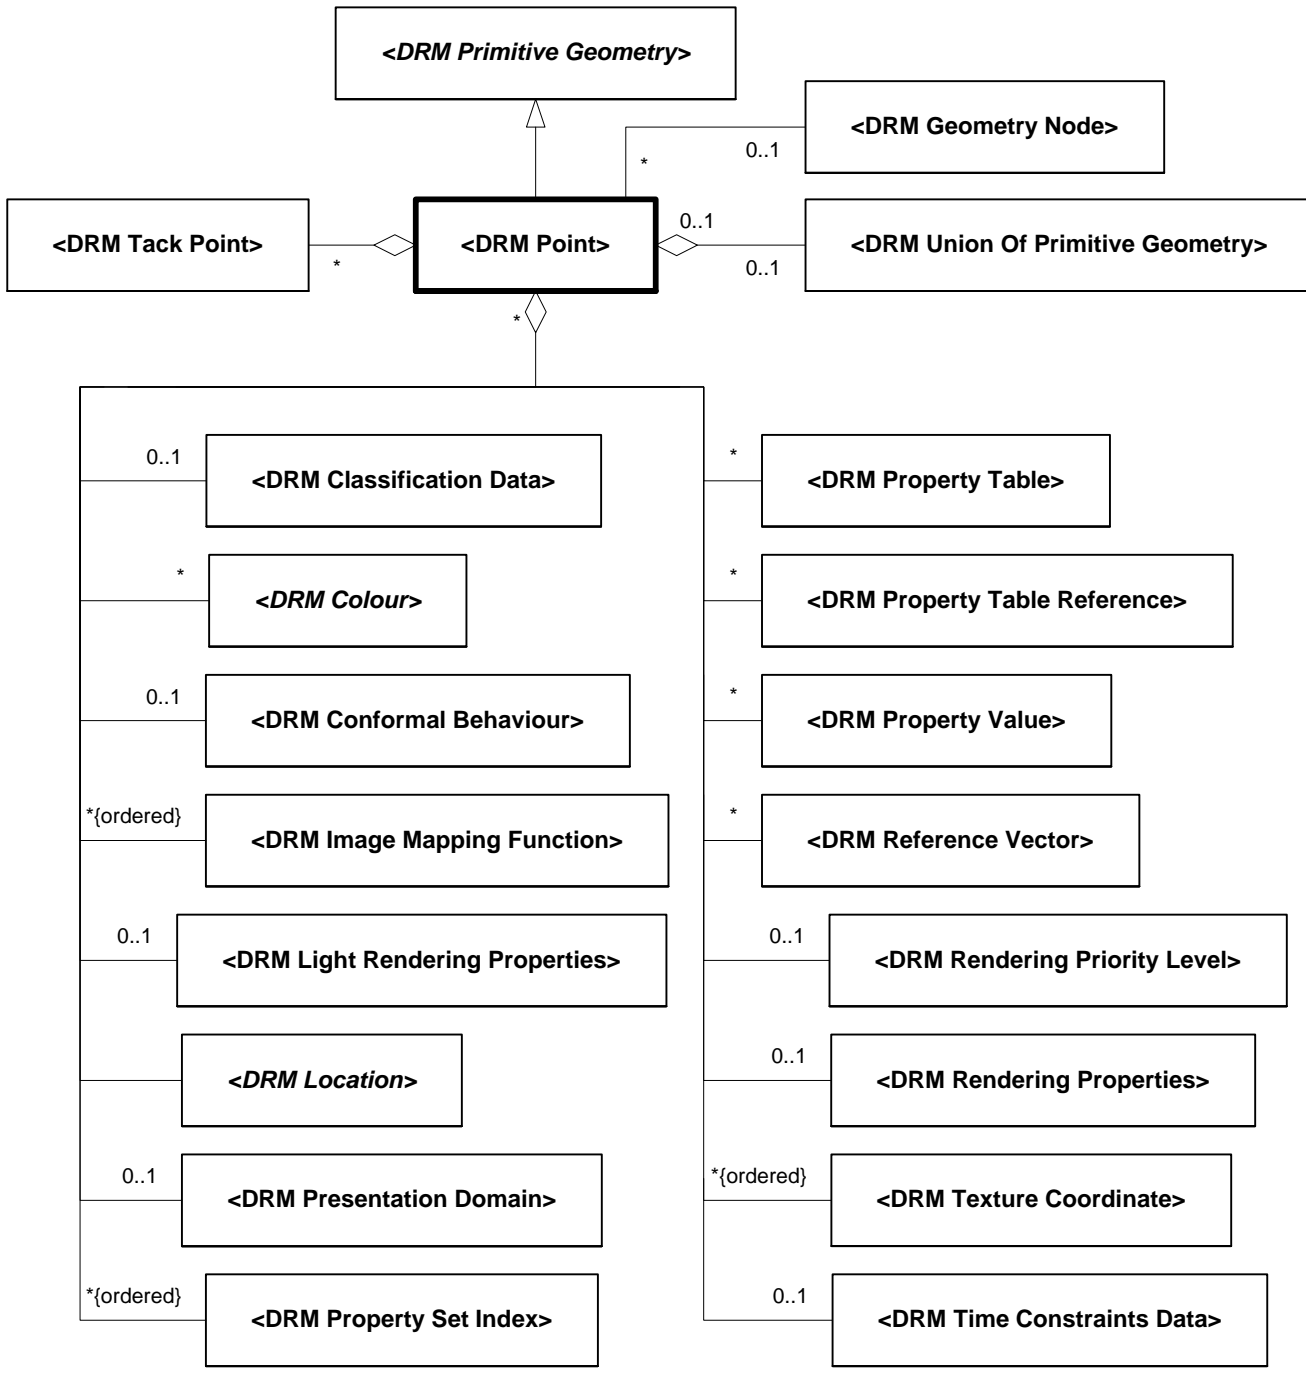 <DRM Primitive Geometry>
<DRM Geometry Node>
*
0..1
<DRM Tack Point>
*
<DRM Point>
0..1
0..1
<DRM Union Of Primitive Geometry>
*
0..1
<DRM Classification Data>
*
<DRM Property Table>
*
<DRM Colour>
*
<DRM Property Table Reference>
0..1
<DRM Conformal Behaviour>
*
<DRM Property Value>
*{ordered}
<DRM Image Mapping Function>
*
<DRM Reference Vector>
0..1
<DRM Light Rendering Properties>
0..1
<DRM Rendering Priority Level>
<DRM Location>
0..1
<DRM Rendering Properties>
0..1
<DRM Presentation Domain>
*{ordered}
<DRM Texture Coordinate>
*{ordered}
<DRM Property Set Index>
0..1
<DRM Time Constraints Data>